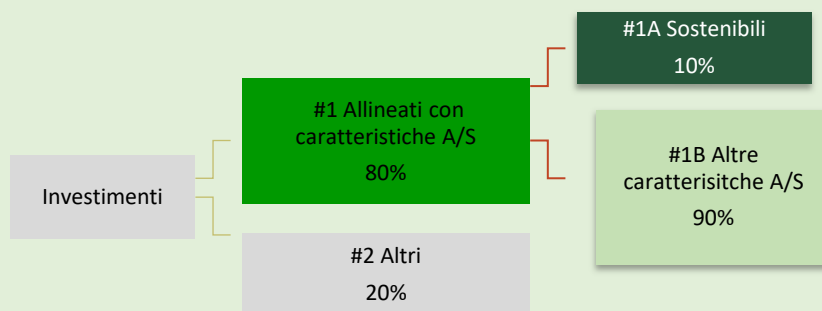 Investimenti
#1 Allineati con
caratteristiche A/S
80%
#2 Altri
20%
#1A Sostenibili
10%
#1B Altre
caratterisitche A/S
90%